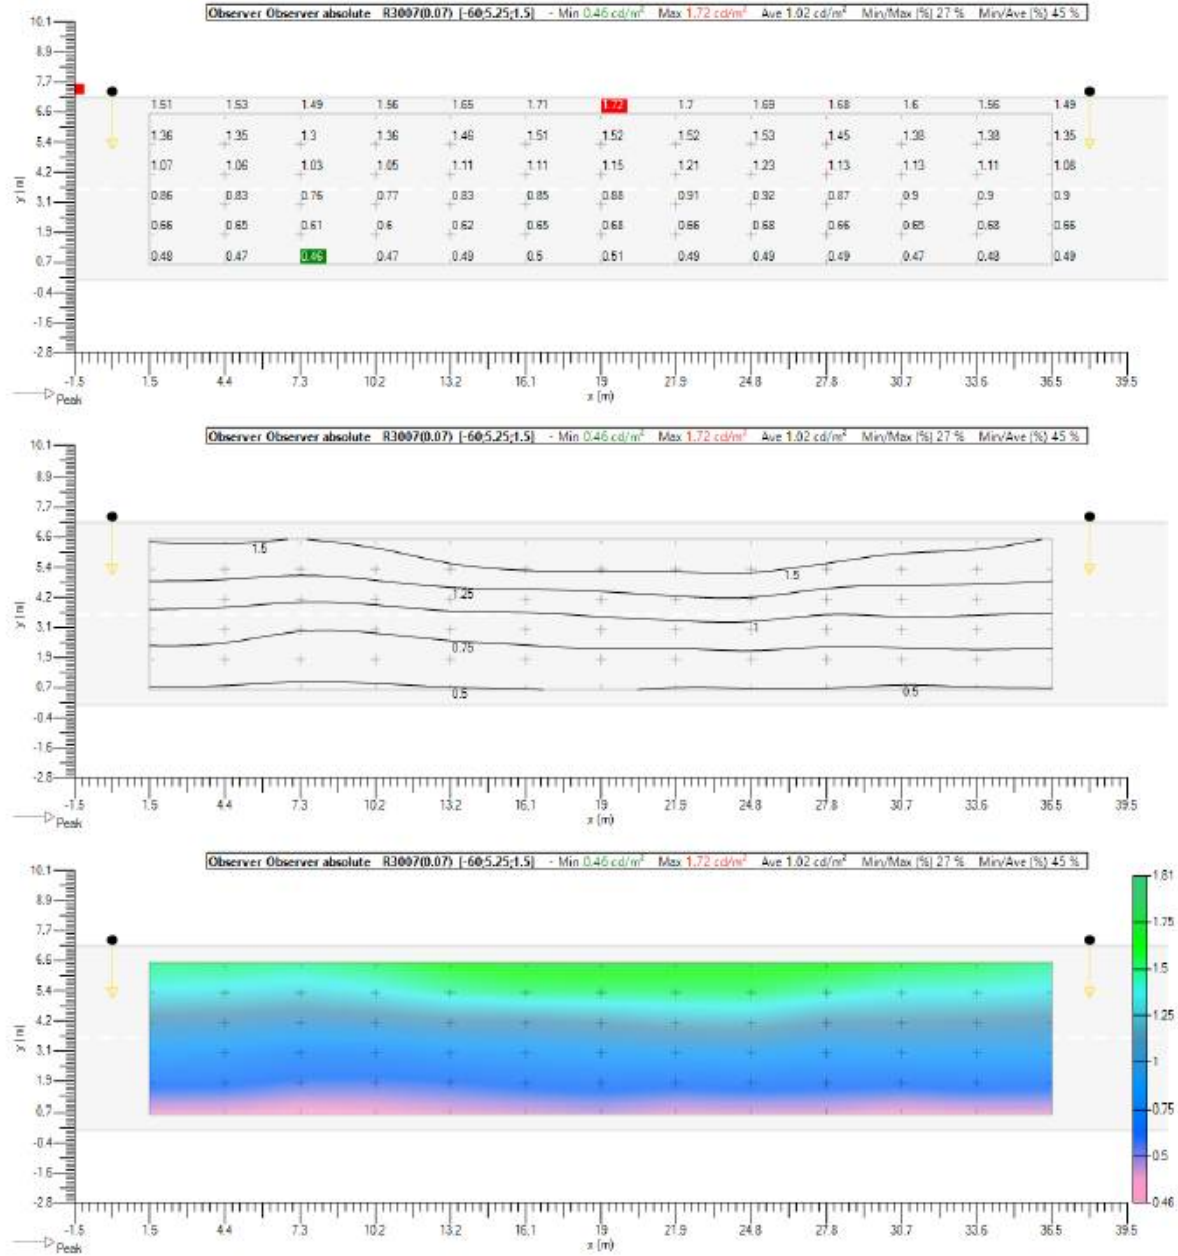 Observer Observer absolute R3007(0.07) [-60;5.25;1.5] - Min 0.46 cd/m² Max 1.72 cd/m² Ave 1.02 cd/m² Min/Max (%) 27 % Min/Ave (%) 45 %
10.1
8.9
7.7
6.6 1.51 1.53 1.49 1.56 1.65 1.71 1.72 1.7 1.69 1.68 1.6 1.56 1.49
5.4 1.36 1.35 1.3 1.36 1.46 1.51 1.52 1.52 1.53 1.45 1.38 1.38 1.35
4.2 1.07 1.06 1.03 1.05 1.11 1.11 1.15 1.21 1.23 1.13 1.13 1.11 1.08
y (m)
3.1 0.86 0.83 0.76 0.77 0.83 0.85 0.88 0.91 0.92 0.87 0.9 0.9 0.9
1.9 0.66 0.65 0.61 0.6 0.62 0.65 0.68 0.66 0.68 0.66 0.65 0.68 0.66
0.7 0.48 0.47 0.46 0.47 0.49 0.5 0.51 0.49 0.49 0.49 0.47 0.48 0.49
-0.4
-1.6
-2.8
-1.5 1.5 4.4 7.3 10.2 13.2 16.1 19 21.9 24.8 27.8 30.7 33.6 36.5 39.5
Peak x (m)
Observer Observer absolute R3007(0.07) [-60;5.25;1.5] - Min 0.46 cd/m² Max 1.72 cd/m² Ave 1.02 cd/m² Min/Max (%) 27 % Min/Ave (%) 45 %
10.1
8.9
7.7
6.6
1.5
5.4 1.5
4.2 1.25
y (m)
3.1 1
0.75
1.9
0.7 0.5 0.5
-0.4
-1.6
-2.8
-1.5 1.5 4.4 7.3 10.2 13.2 16.1 19 21.9 24.8 27.8 30.7 33.6 36.5 39.5
Peak x (m)
Observer Observer absolute R3007(0.07) [-60;5.25;1.5] - Min 0.46 cd/m² Max 1.72 cd/m² Ave 1.02 cd/m² Min/Max (%) 27 % Min/Ave (%) 45 %
10.1 1.81
8.9
7.7 1.75
6.6 1.5
5.4
4.2 1.25
y (m)
3.1 1
1.9
0.7 0.75
-0.4 0.5
-1.6
-2.8 0.46
-1.5 1.5 4.4 7.3 10.2 13.2 16.1 19 21.9 24.8 27.8 30.7 33.6 36.5 39.5
Peak x (m)